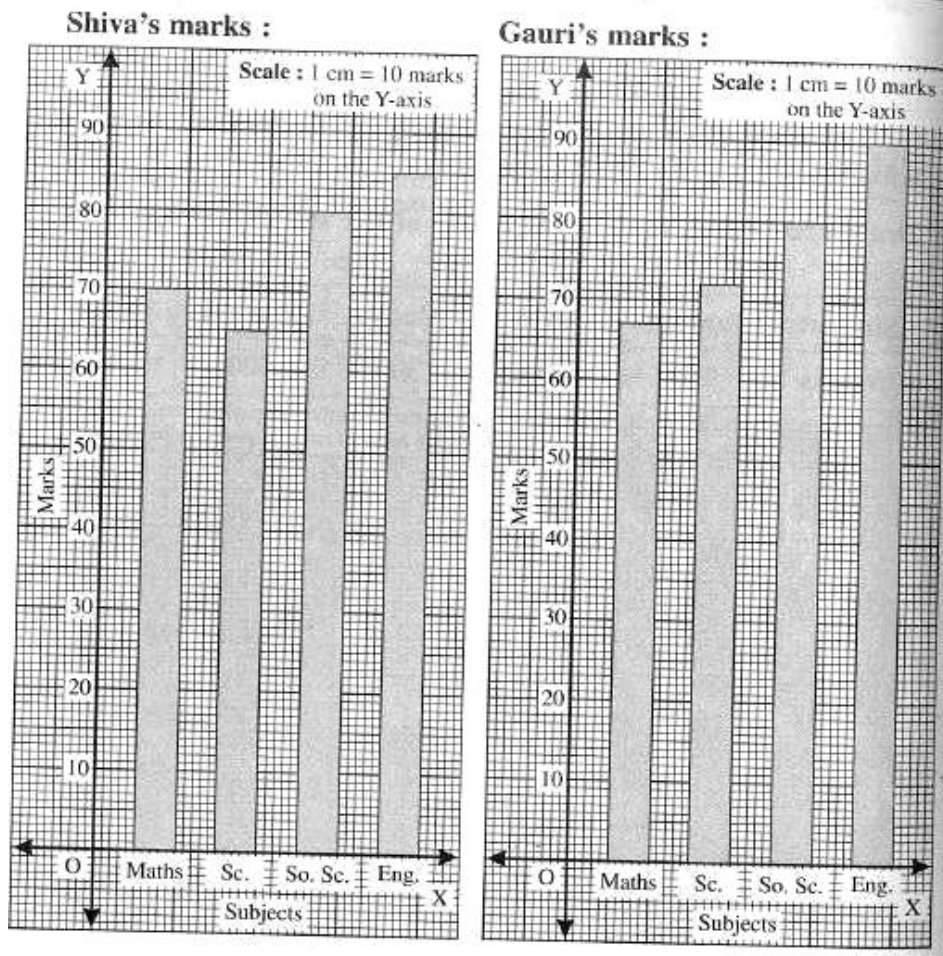 Shiva's marks :
Y
Scale : 1 cm = 10 marks
on the Y-axis
90
80
70
60
50
Marks
40
30
20
10
O
Maths
Sc.
So. Sc.
Eng.
X
Subjects
Gauri's marks :
Y
Scale : 1 cm = 10 marks
on the Y-axis
90
80
70
60
50
Marks
40
30
20
10
O
Maths
Sc.
So. Sc.
Eng.
X
Subjects